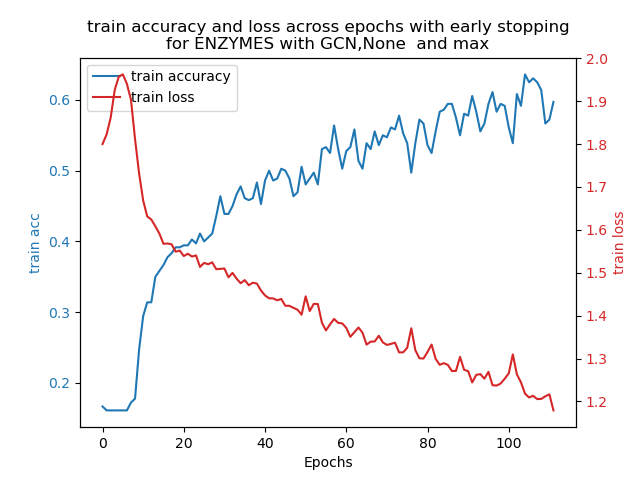 train accuracy and loss across epochs with early stopping
for ENZYMES with GCN,None  and max
train accuracy
train loss
train acc
0.6
0.5
0.4
0.3
0.2
2.0
1.9
1.8
1.7
1.6
1.5
1.4
1.3
1.2
train loss
0
20
40
60
80
100
Epochs